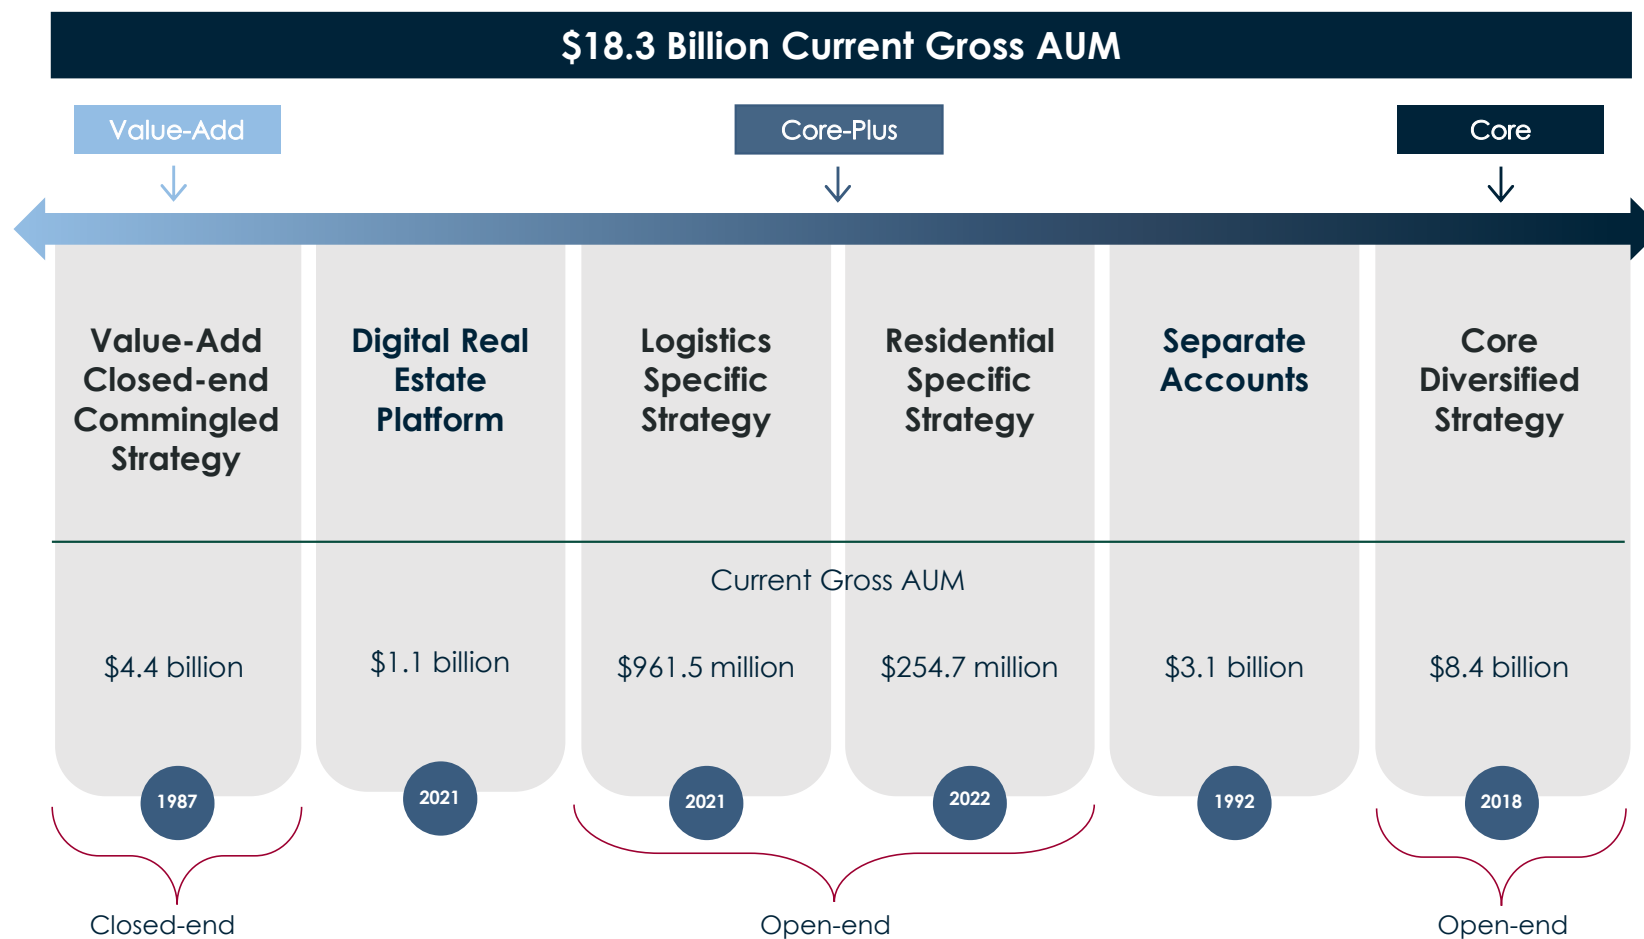 $18.3 Billion Current Gross AUM
Value-Add
Core-Plus
Core
Value-Add
Closed-end
Commingled
Strategy
Digital Real
Estate
Platform
Logistics
Specific
Strategy
Residential
Specific
Strategy
Separate
Accounts
Core
Diversified
Strategy
Current Gross AUM
$4.4 billion
$1.1 billion
$961.5 million
$254.7 million
$3.1 billion
$8.4 billion
1987
2021
2021
2022
1992
2018
Closed-end
Open-end
Open-end